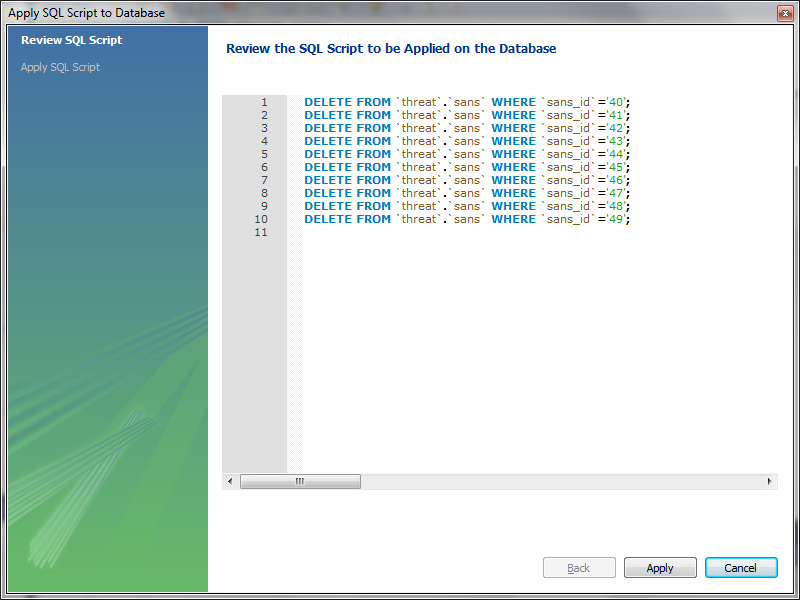 Apply SQL Script to Database
Review SQL Script
Apply SQL Script
Review the SQL Script to be Applied on the Database
1 DELETE FROM `threat`.`sans` WHERE `sans_id`='40';
2 DELETE FROM `threat`.`sans` WHERE `sans_id`='41';
3 DELETE FROM `threat`.`sans` WHERE `sans_id`='42';
4 DELETE FROM `threat`.`sans` WHERE `sans_id`='43';
5 DELETE FROM `threat`.`sans` WHERE `sans_id`='44';
6 DELETE FROM `threat`.`sans` WHERE `sans_id`='45';
7 DELETE FROM `threat`.`sans` WHERE `sans_id`='46';
8 DELETE FROM `threat`.`sans` WHERE `sans_id`='47';
9 DELETE FROM `threat`.`sans` WHERE `sans_id`='48';
10 DELETE FROM `threat`.`sans` WHERE `sans_id`='49';
11
Back Apply Cancel